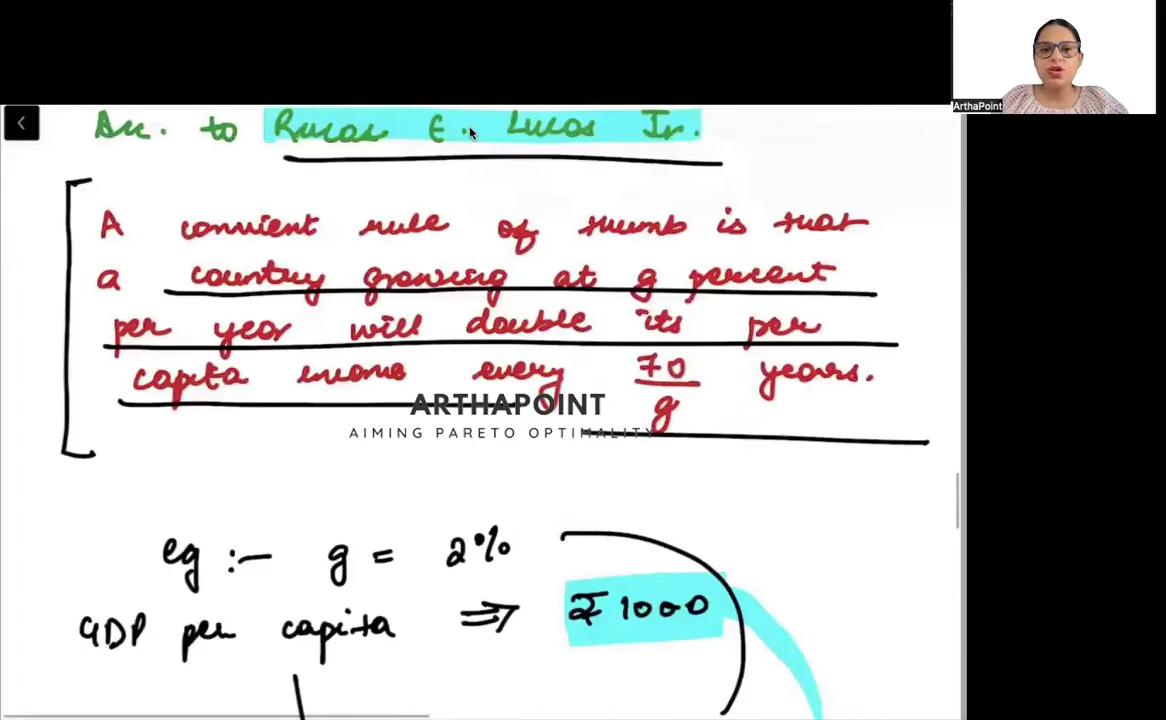 ArthaPoint
Acc. to Rucas E. Lucas Jr.
A convient rule of thumb is that
a country growing at g percent
per year will double its per
capita income every 70/g years.
ARTHAPOINT
AIMING PARETO OPTIMALITY
eg :- g = 2%
GDP per capita ⇒ ₹ 1000